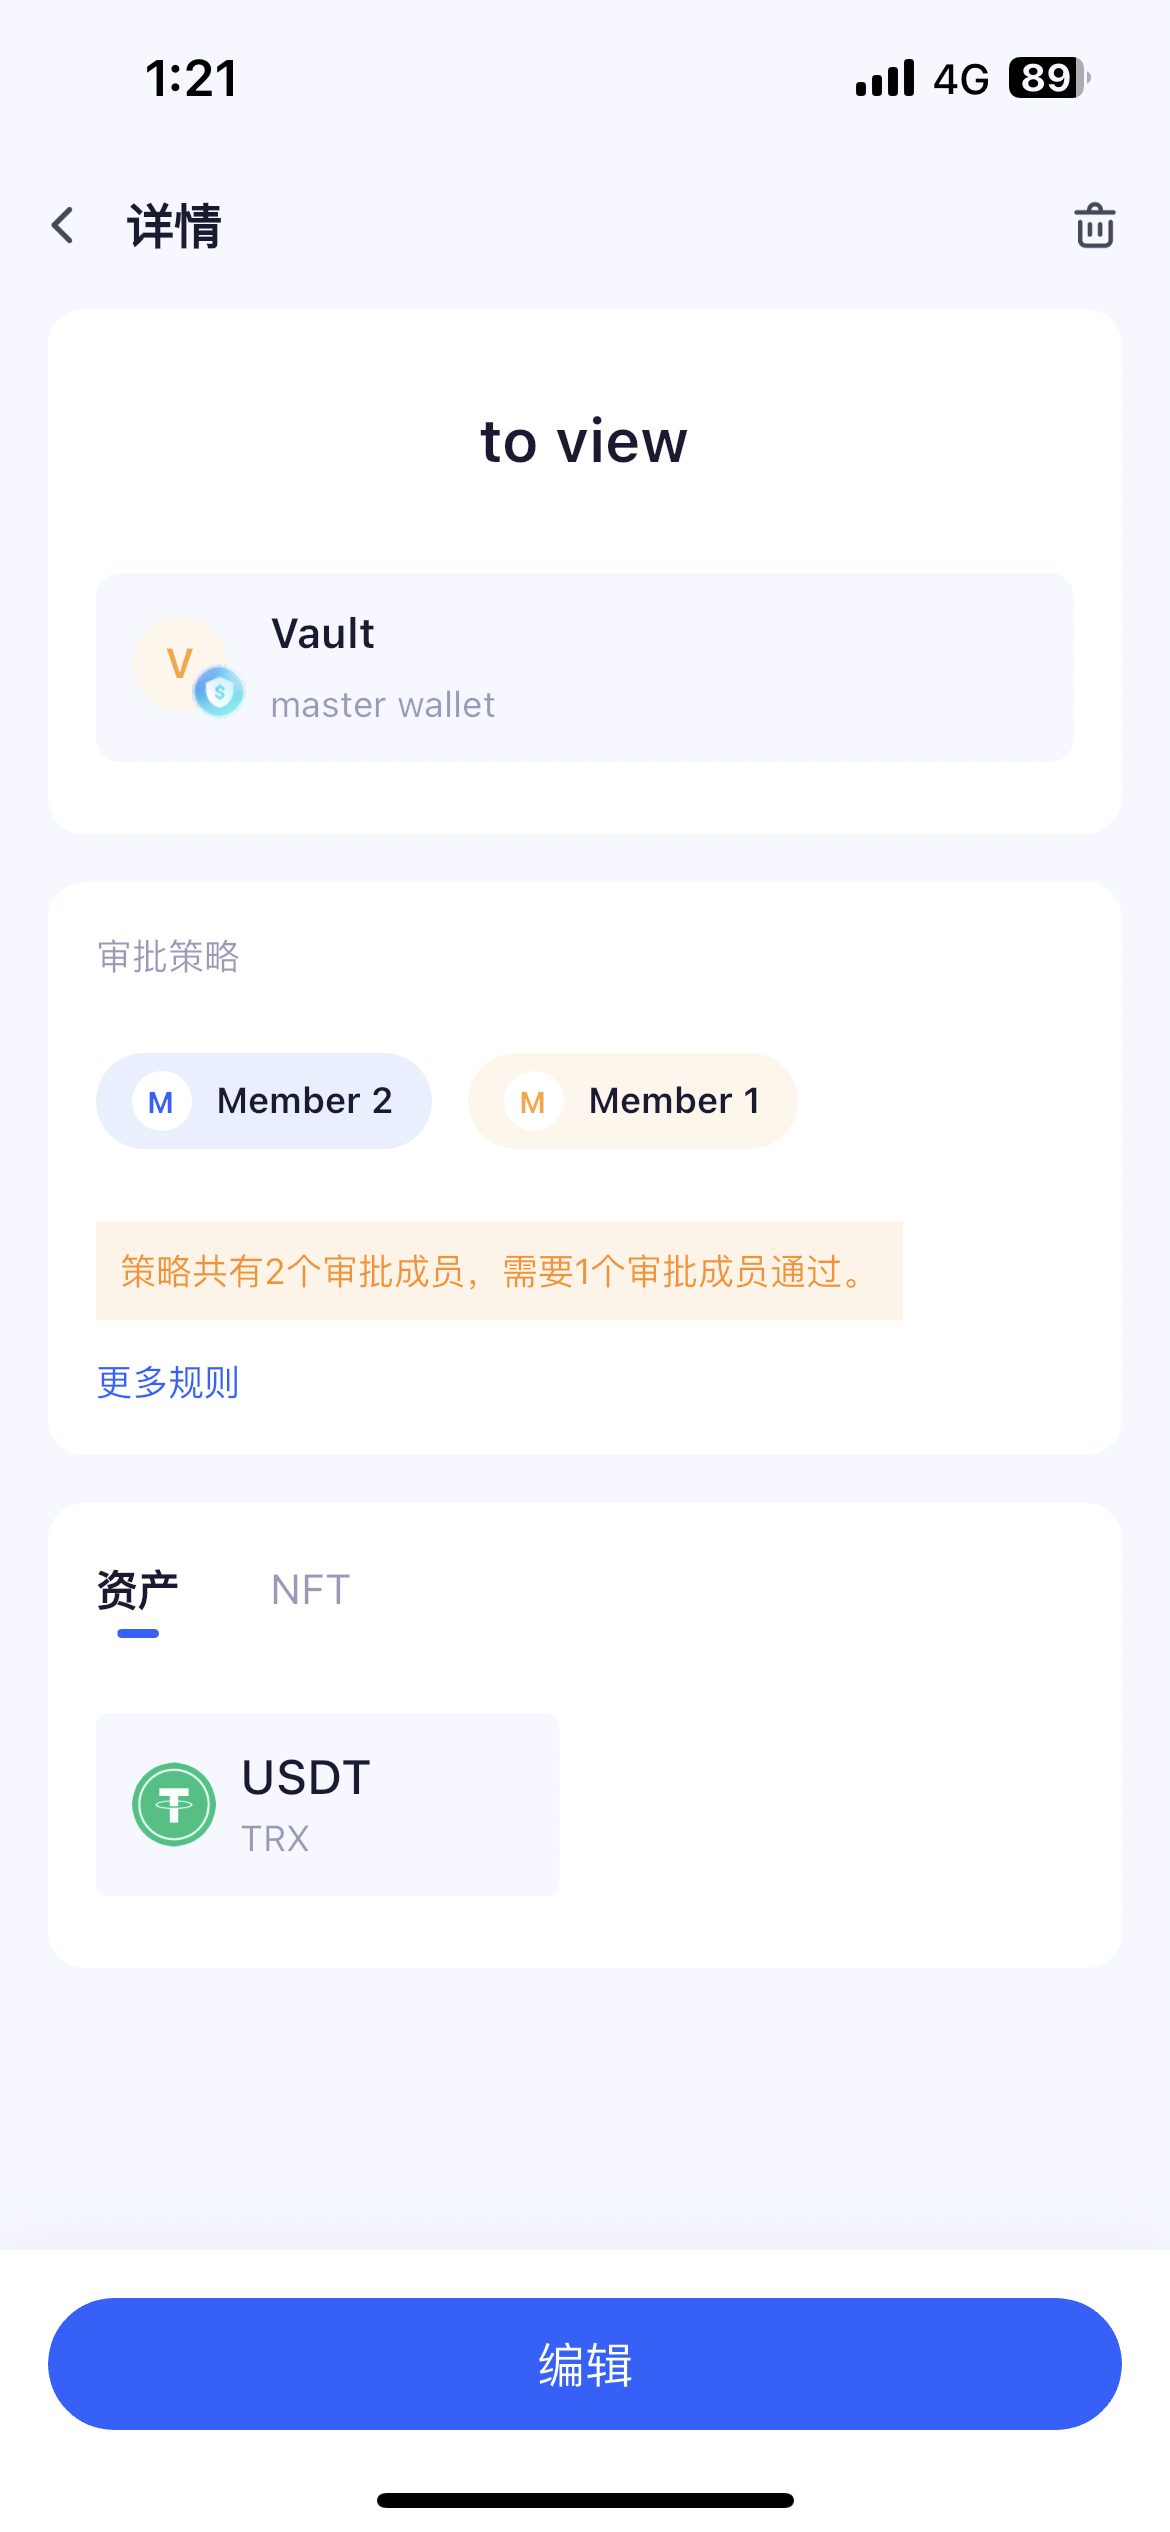 1:21
4G
89
详情
to view
V
$
Vault
master wallet
审批策略
M
Member 2
M
Member 1
策略共有2个审批成员，需要1个审批成员通过。
更多规则
资产
NFT
USDT
TRX
编辑